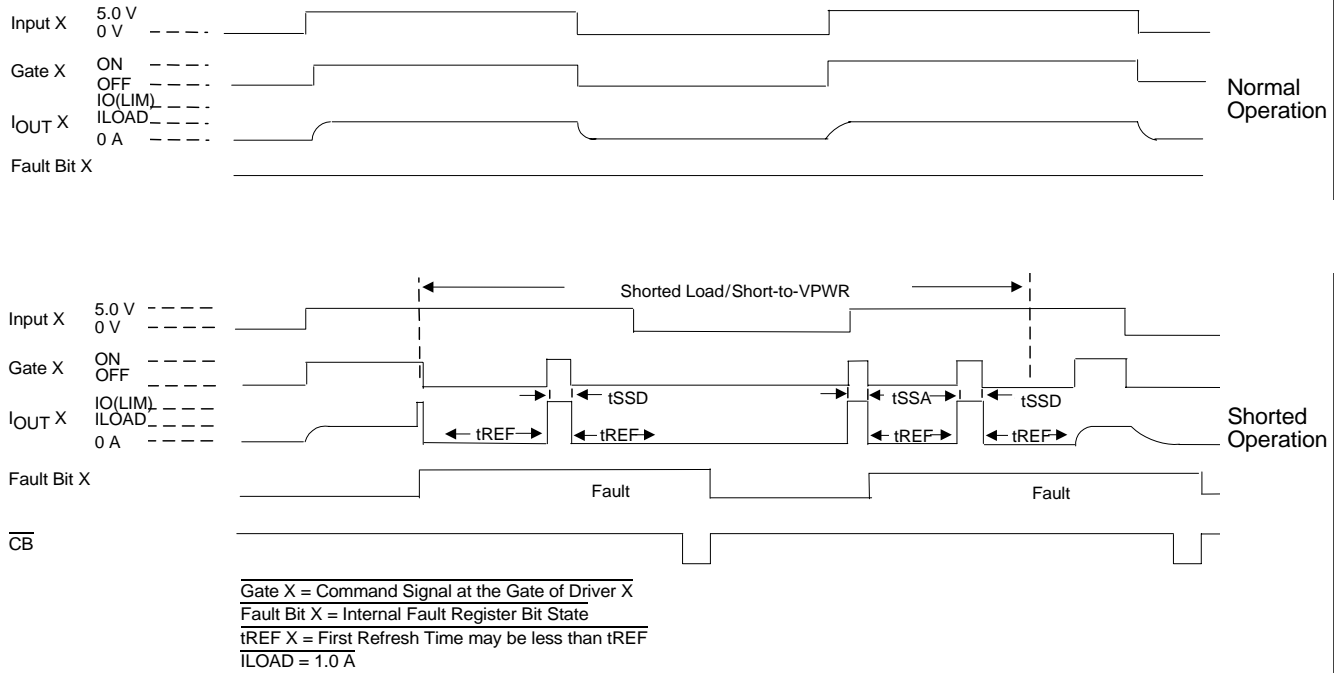 Input X
5.0 V
0 V
Gate X
ON
OFF
IOUT X
IO(LIM)
ILOAD
0 A
Fault Bit X
Normal
Operation
Shorted Load/Short-to-VPWR
Input X
5.0 V
0 V
Gate X
ON
OFF
tSSD
tSSA
tSSD
IOUT X
IO(LIM)
ILOAD
0 A
tREF
tREF
tREF
tREF
Shorted
Operation
Fault Bit X
Fault
Fault
CB
Gate X = Command Signal at the Gate of Driver X
Fault Bit X = Internal Fault Register Bit State
tREF X = First Refresh Time may be less than tREF
ILOAD = 1.0 A